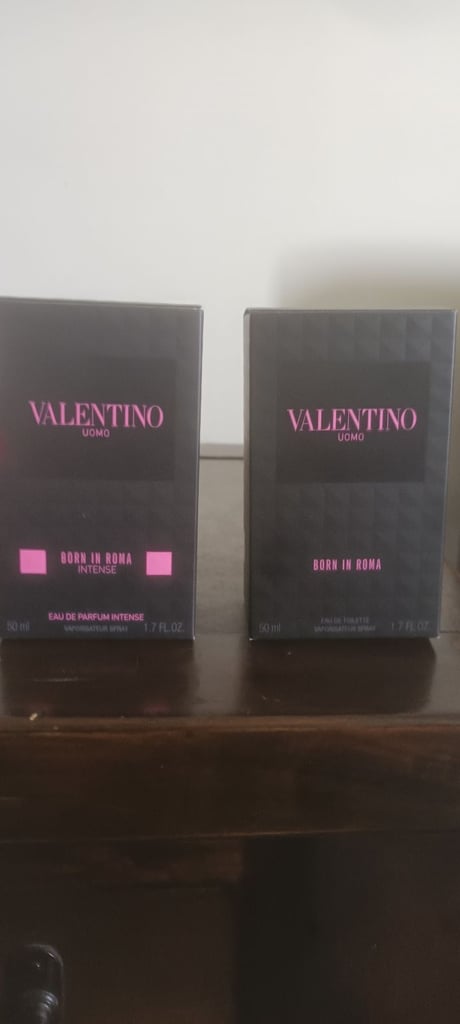 VALENTINO
UOMO
BORN IN ROMA
INTENSE
EAU DE PARFUM INTENSE
50 ml VAPORISATEUR SPRAY 1.7 FL.OZ.
VALENTINO
UOMO
BORN IN ROMA
EAU DE TOILETTE
50 ml VAPORISATEUR SPRAY 1.7 FL.OZ.